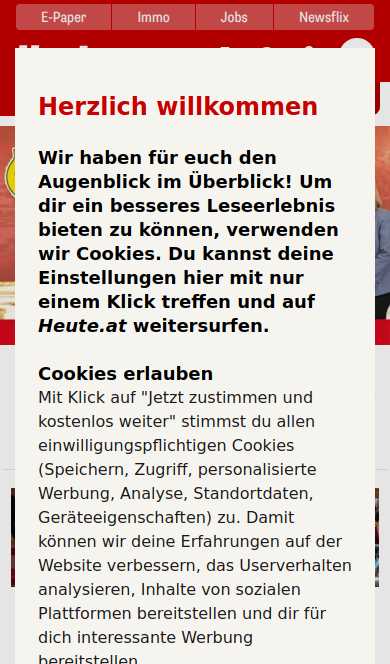 E-Paper Immo Jobs Newsflix
Herzlich willkommen
Wir haben für euch den
Augenblick im Überblick! Um
dir ein besseres Leseerlebnis
bieten zu können, verwenden
wir Cookies. Du kannst deine
Einstellungen hier mit nur
einem Klick treffen und auf
Heute.at weitersurfen.
Cookies erlauben
Mit Klick auf "Jetzt zustimmen und
kostenlos weiter" stimmst du allen
einwilligungspflichtigen Cookies
(Speichern, Zugriff, personalisierte
Werbung, Analyse, Standortdaten,
Geräteeigenschaften) zu. Damit
können wir deine Erfahrungen auf der
Website verbessern, das Userverhalten
analysieren, Inhalte von sozialen
Plattformen bereitstellen und dir für
dich interessante Werbung
bereitstellen